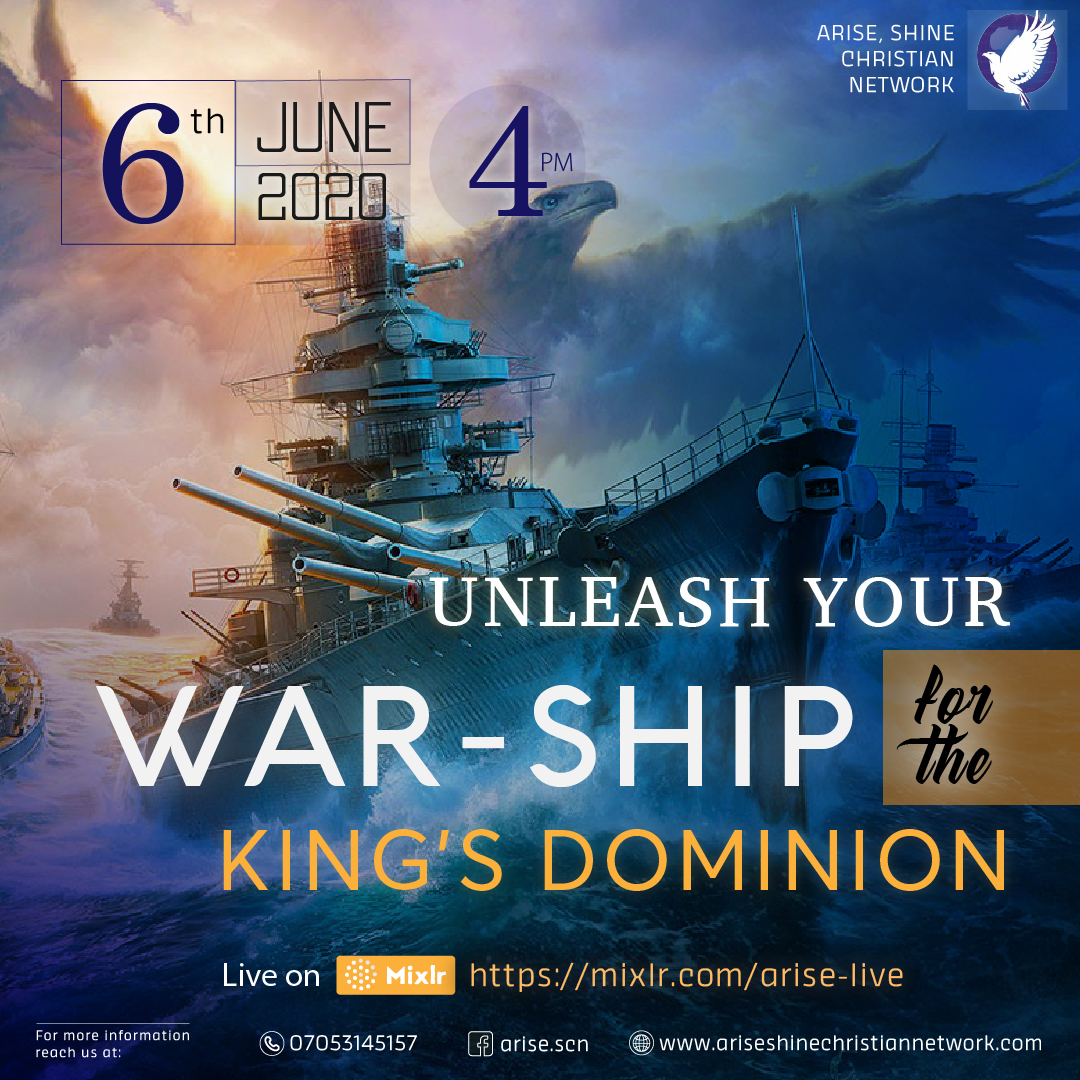 ARISE, SHINE
CHRISTIAN
NETWORK
6th
JUNE
2020
4PM
UNLEASH YOUR
WAR-SHIP
for
the
KING'S DOMINION
Live on Mixlr https://mixlr.com/arise-live
For more information
reach us at:
07053145157 arise.scn www.ariseshinechristiannetwork.com